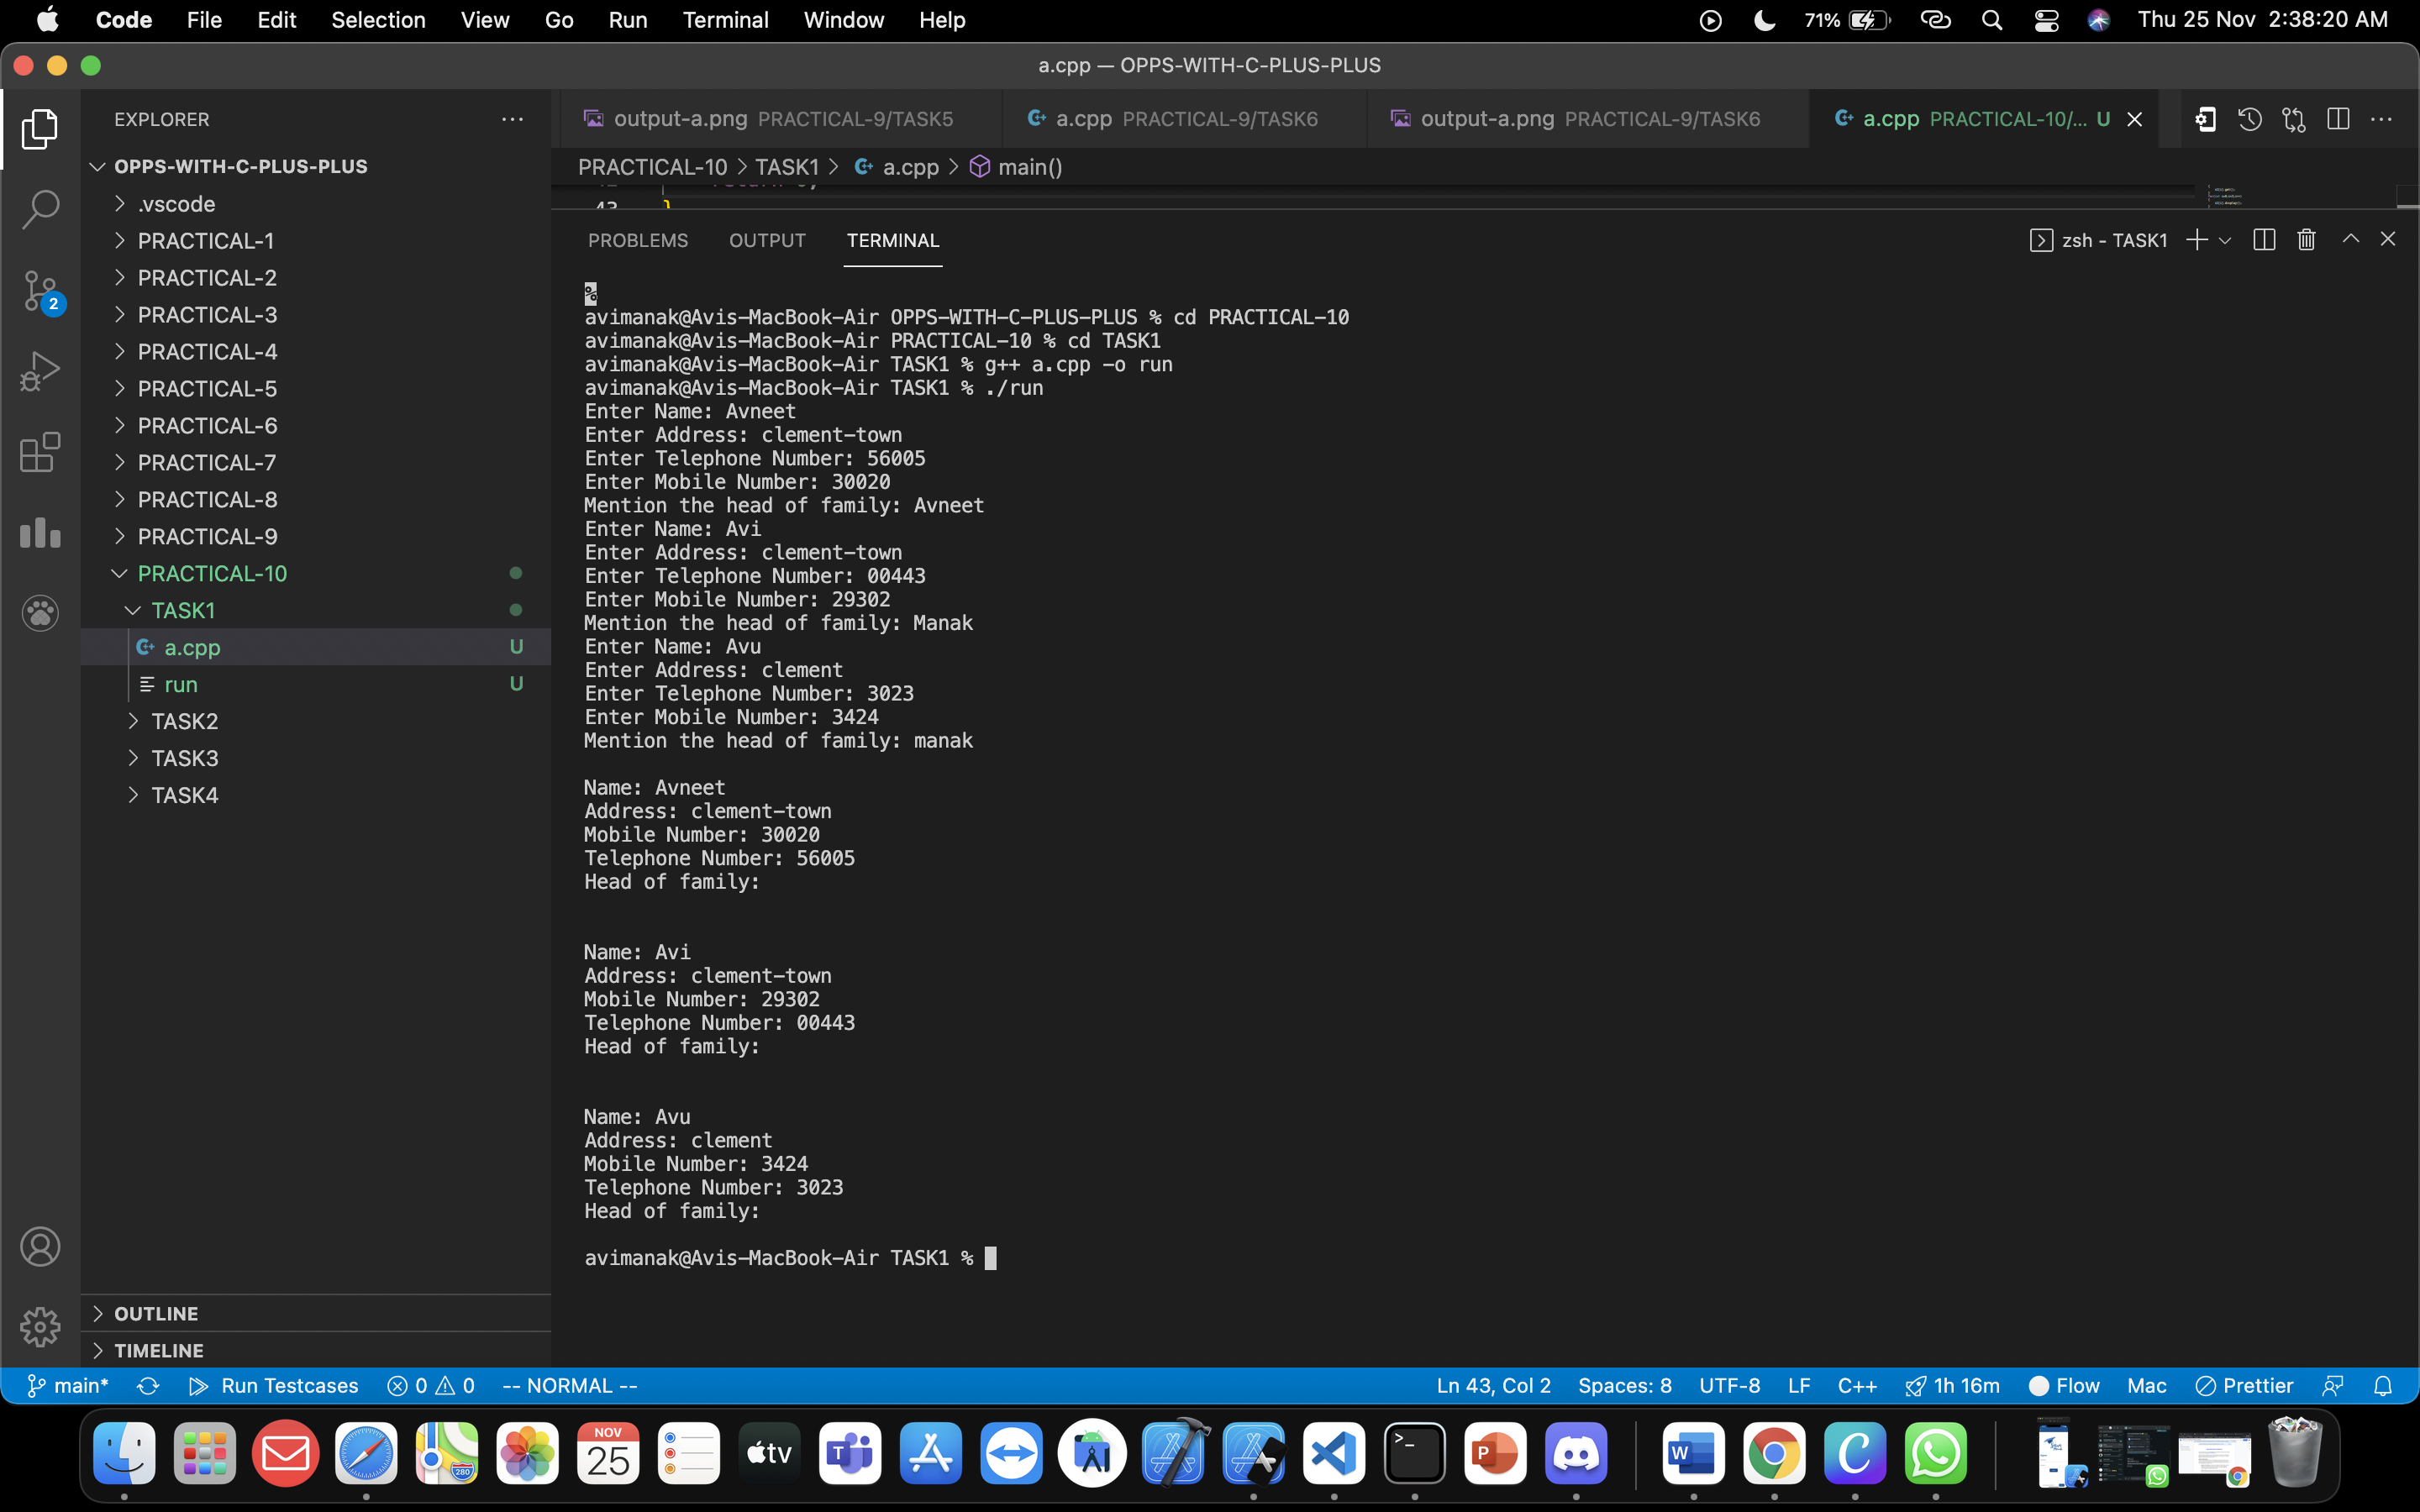 Code File Edit Selection View Go Run Terminal Window Help 71% Thu 25 Nov 2:38:20 AM
a.cpp — OPPS-WITH-C-PLUS-PLUS
EXPLORER
output-a.png PRACTICAL-9/TASK5 a.cpp PRACTICAL-9/TASK6 output-a.png PRACTICAL-9/TASK6 a.cpp PRACTICAL-10/... U
PRACTICAL-10 > TASK1 > a.cpp > main()
43 }
OPPS-WITH-C-PLUS-PLUS
.vscode
PRACTICAL-1
PRACTICAL-2
PRACTICAL-3
PRACTICAL-4
PRACTICAL-5
PRACTICAL-6
PRACTICAL-7
PRACTICAL-8
PRACTICAL-9
PRACTICAL-10
TASK1
a.cpp U
run U
TASK2
TASK3
TASK4
OUTLINE
TIMELINE
2
PROBLEMS OUTPUT TERMINAL zsh - TASK1
%
avimanak@Avis-MacBook-Air OPPS-WITH-C-PLUS-PLUS % cd PRACTICAL-10
avimanak@Avis-MacBook-Air PRACTICAL-10 % cd TASK1
avimanak@Avis-MacBook-Air TASK1 % g++ a.cpp -o run
avimanak@Avis-MacBook-Air TASK1 % ./run
Enter Name: Avneet
Enter Address: clement-town
Enter Telephone Number: 56005
Enter Mobile Number: 30020
Mention the head of family: Avneet
Enter Name: Avi
Enter Address: clement-town
Enter Telephone Number: 00443
Enter Mobile Number: 29302
Mention the head of family: Manak
Enter Name: Avu
Enter Address: clement
Enter Telephone Number: 3023
Enter Mobile Number: 3424
Mention the head of family: manak
Name: Avneet
Address: clement-town
Mobile Number: 30020
Telephone Number: 56005
Head of family:
Name: Avi
Address: clement-town
Mobile Number: 29302
Telephone Number: 00443
Head of family:
Name: Avu
Address: clement
Mobile Number: 3424
Telephone Number: 3023
Head of family:
avimanak@Avis-MacBook-Air TASK1 %
main* Run Testcases 0 0 -- NORMAL -- Ln 43, Col 2 Spaces: 8 UTF-8 LF C++ 1h 16m Flow Mac Prettier
NOV
25
280
tv
T
>_
P
W
C